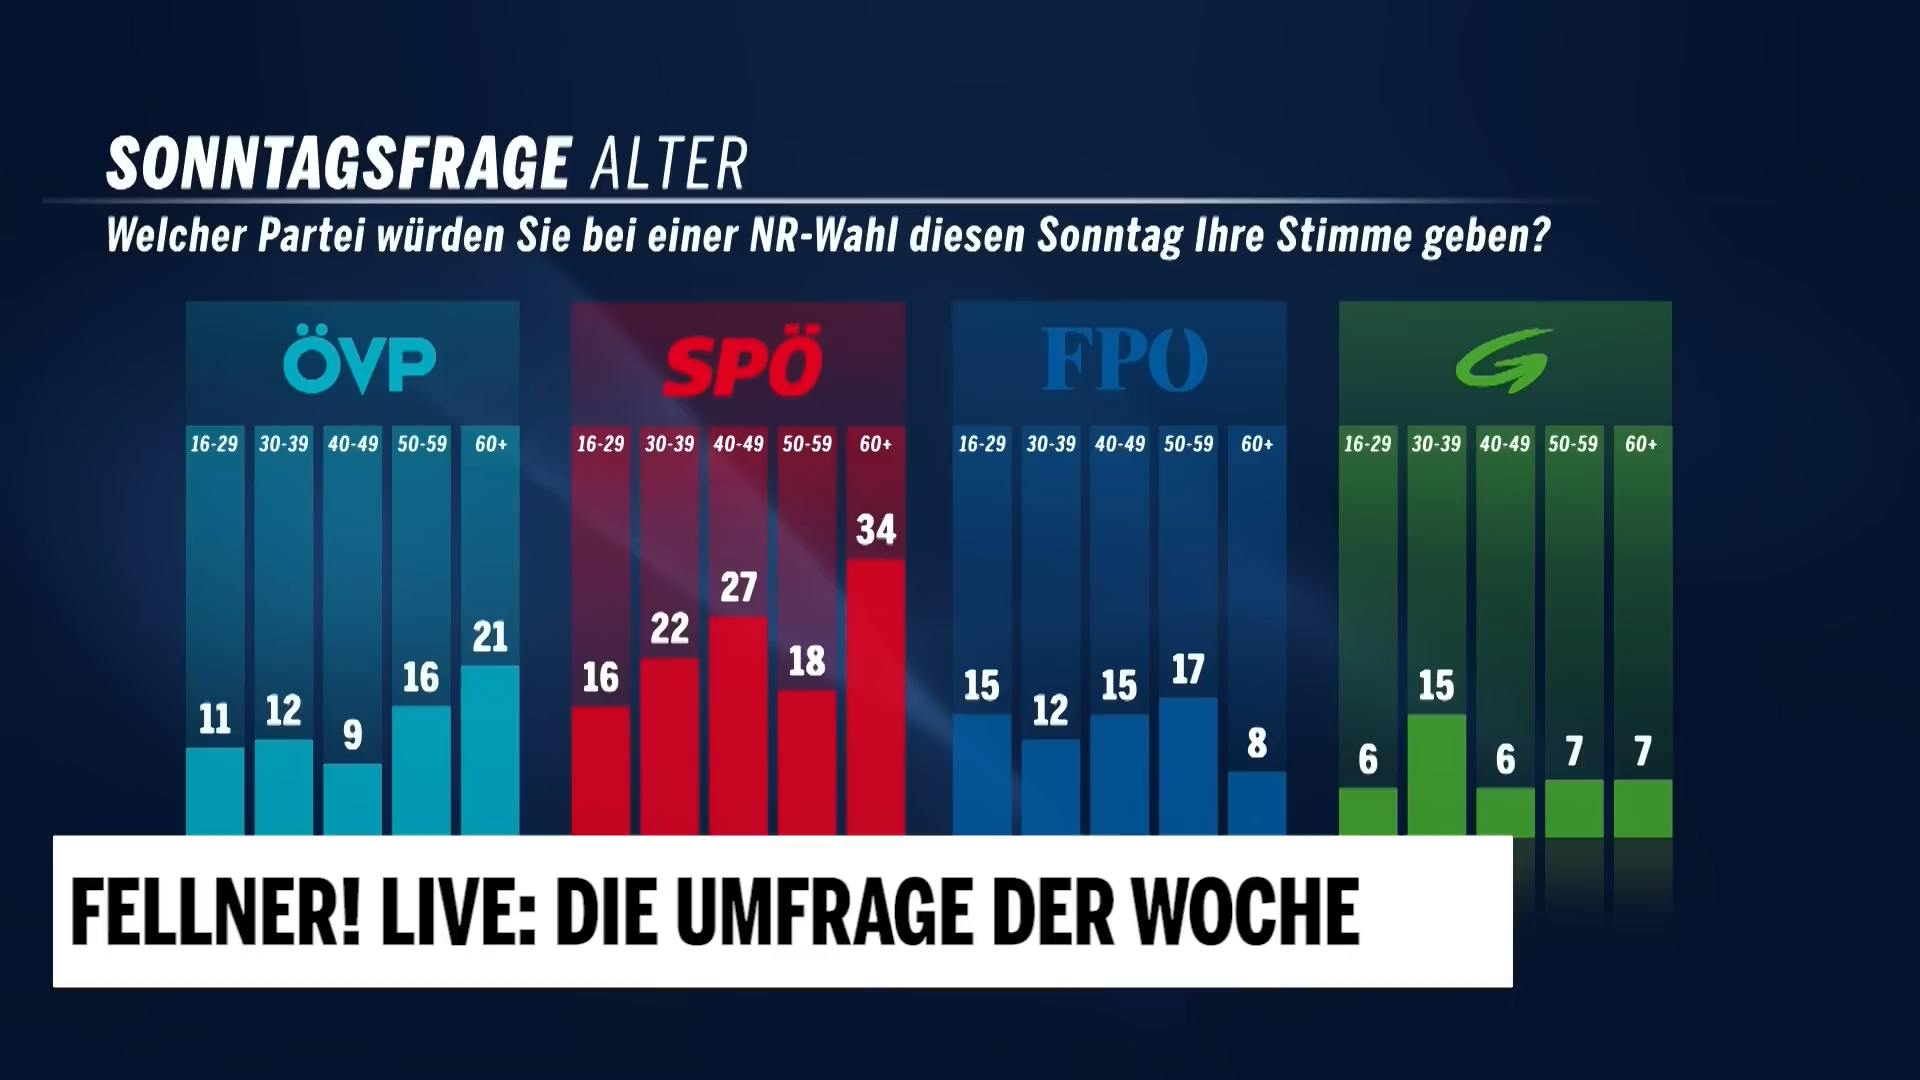 SONNTAGSFRAGE ALTER
Welcher Partei würden Sie bei einer NR-Wahl diesen Sonntag Ihre Stimme geben?
ÖVP
16-29 30-39 40-49 50-59 60+
11 12 9 16 21
SPÖ
16-29 30-39 40-49 50-59 60+
16 22 27 18 34
FPÖ
16-29 30-39 40-49 50-59 60+
15 12 15 17 8
G
16-29 30-39 40-49 50-59 60+
6 15 6 7 7
FELLNER! LIVE: DIE UMFRAGE DER WOCHE